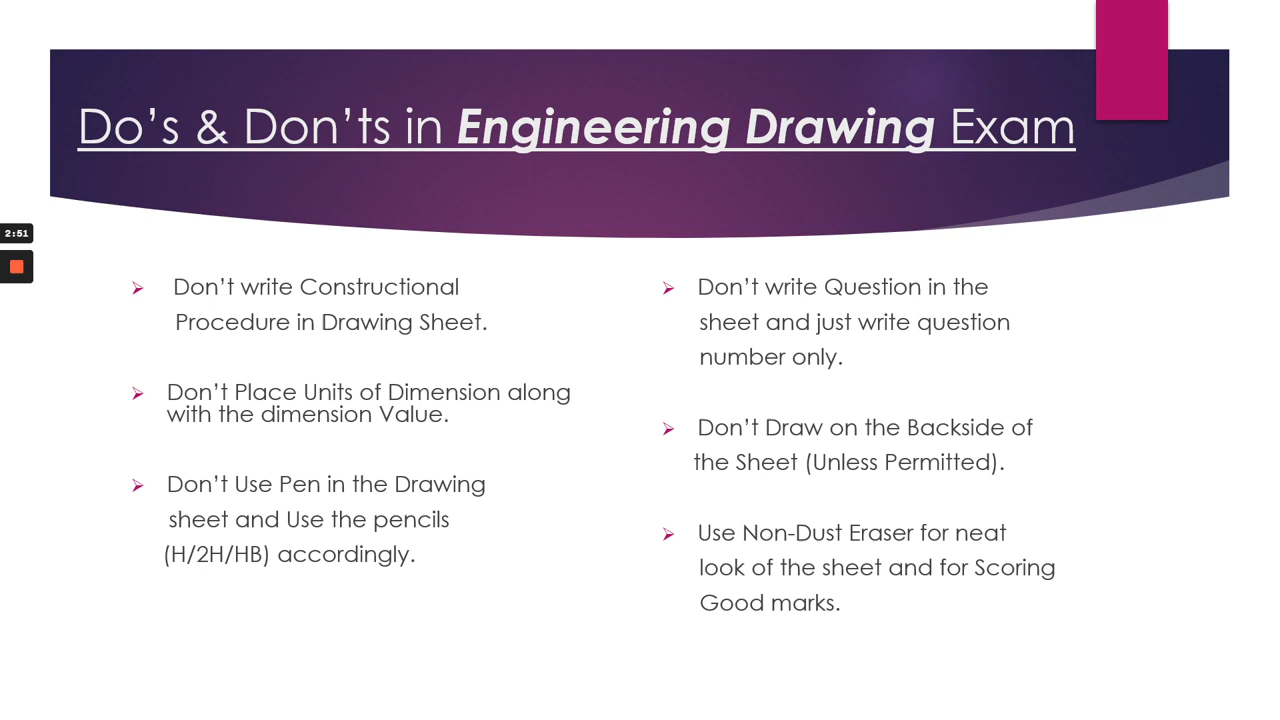 Do’s & Don’ts in Engineering Drawing Exam
2:51
Don’t write Constructional
Procedure in Drawing Sheet.
Don’t Place Units of Dimension along
with the dimension Value.
Don’t Use Pen in the Drawing
sheet and Use the pencils
(H/2H/HB) accordingly.
Don’t write Question in the
sheet and just write question
number only.
Don’t Draw on the Backside of
the Sheet (Unless Permitted).
Use Non-Dust Eraser for neat
look of the sheet and for Scoring
Good marks.